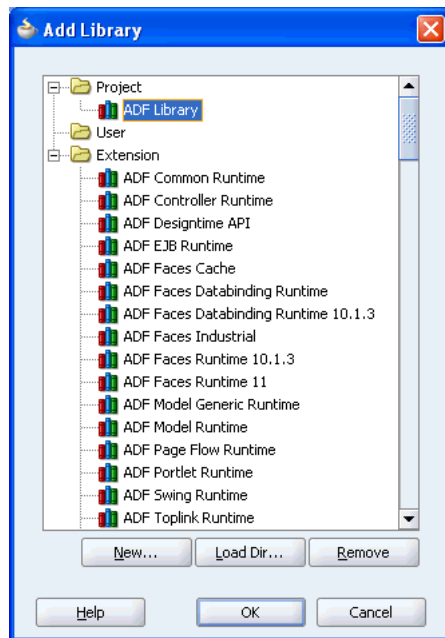 Add Library
Project
ADF Library
User
Extension
ADF Common Runtime
ADF Controller Runtime
ADF Designtime API
ADF EJB Runtime
ADF Faces Cache
ADF Faces Databinding Runtime
ADF Faces Databinding Runtime 10.1.3
ADF Faces Industrial
ADF Faces Runtime 10.1.3
ADF Faces Runtime 11
ADF Model Generic Runtime
ADF Model Runtime
ADF Page Flow Runtime
ADF Portlet Runtime
ADF Swing Runtime
ADF Toplink Runtime
New... Load Dir... Remove
Help OK Cancel